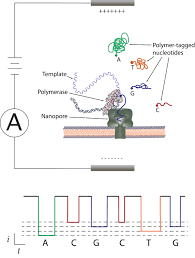 +++++
Polymer-tagged
nucleotides
A
T
G
C
Template
Polymerase
Nanopore
A
-----
i
t
A C G C T G